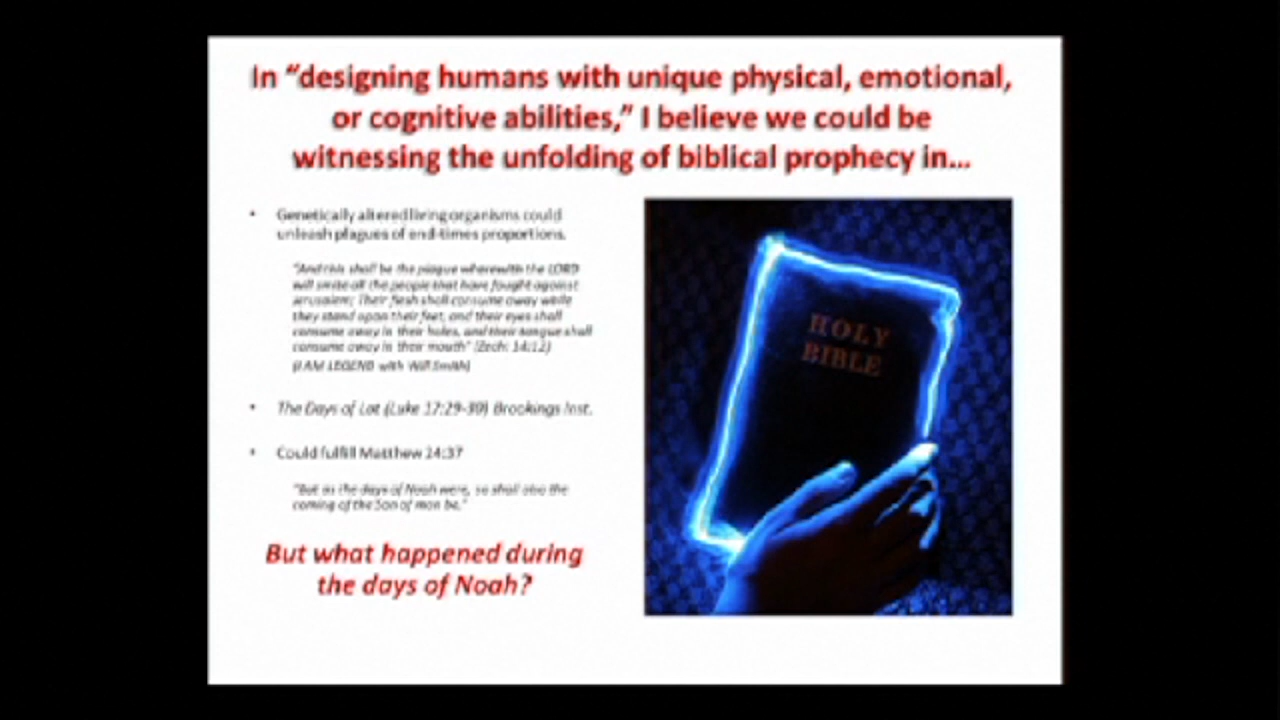 In “designing humans with unique physical, emotional,
or cognitive abilities,” I believe we could be
witnessing the unfolding of biblical prophecy in...
• Genetically altered living organisms could
unleash plagues of end-times proportions.
“And this shall be the plague wherewith the LORD
will smite all the people that have fought against
Jerusalem; Their flesh shall consume away while
they stand upon their feet, and their eyes shall
consume away in their holes, and their tongue shall
consume away in their mouth” (Zech: 14:12)
(I AM LEGEND with Will Smith)
• The Days of Lot (Luke 17:29-30) Brookings Inst.
• Could fulfill Matthew 24:37
“But as the days of Noah were, so shall also the
coming of the Son of man be.”
But what happened during
the days of Noah?
HOLY
BIBLE